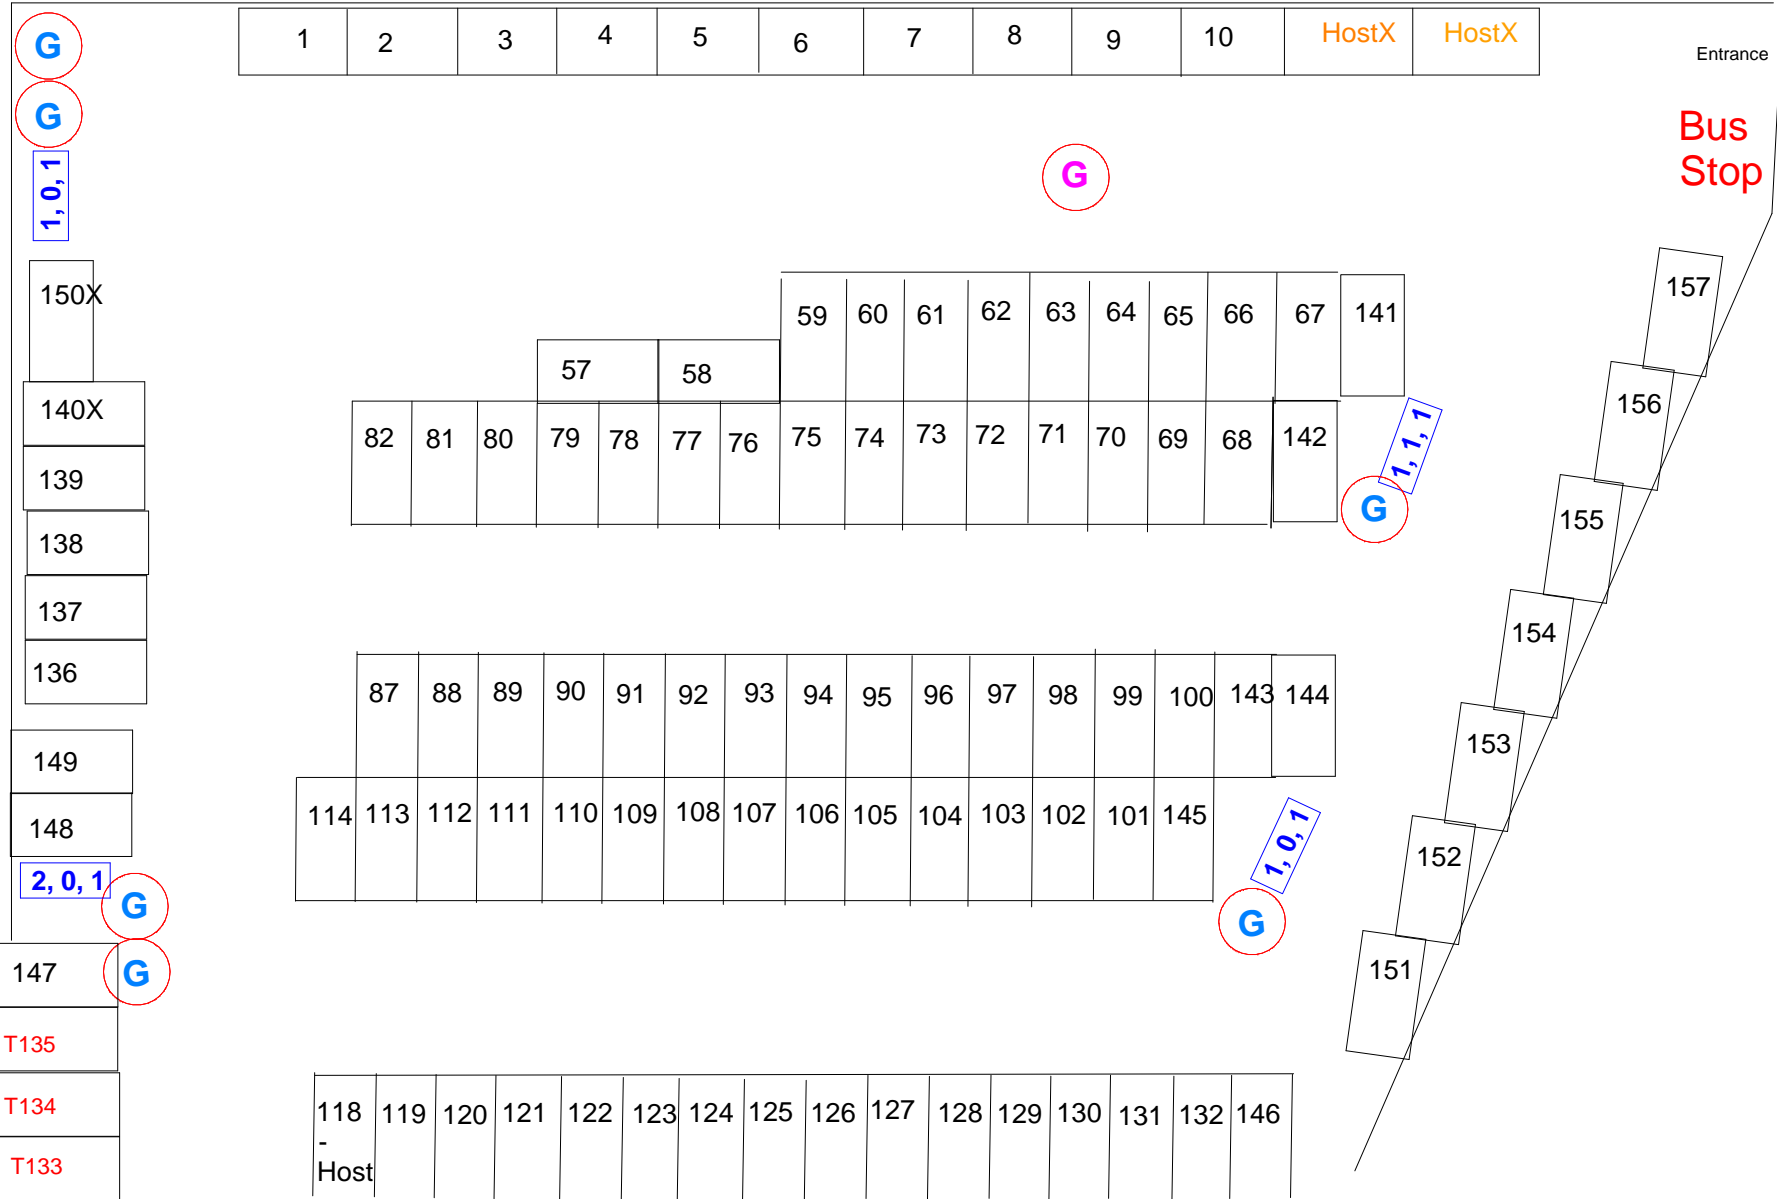 G
1 2 3 4 5 6 7 8 9 10 HostX HostX
Entrance
G
Bus
Stop
G
1, 0, 1
150X
59 60 61 62 63 64 65 66 67 141
157
57 58
140X
156
82 81 80 79 78 77 76 75 74 73 72 71 70 69 68 142
1, 1, 1
139
G
155
138
137
154
136
87 88 89 90 91 92 93 94 95 96 97 98 99 100 143 144
149
153
148
114 113 112 111 110 109 108 107 106 105 104 103 102 101 145
1, 0, 1
152
2, 0, 1
G
G
147
G
151
T135
T134
118
-
Host
119 120 121 122 123 124 125 126 127 128 129 130 131 132 146
T133